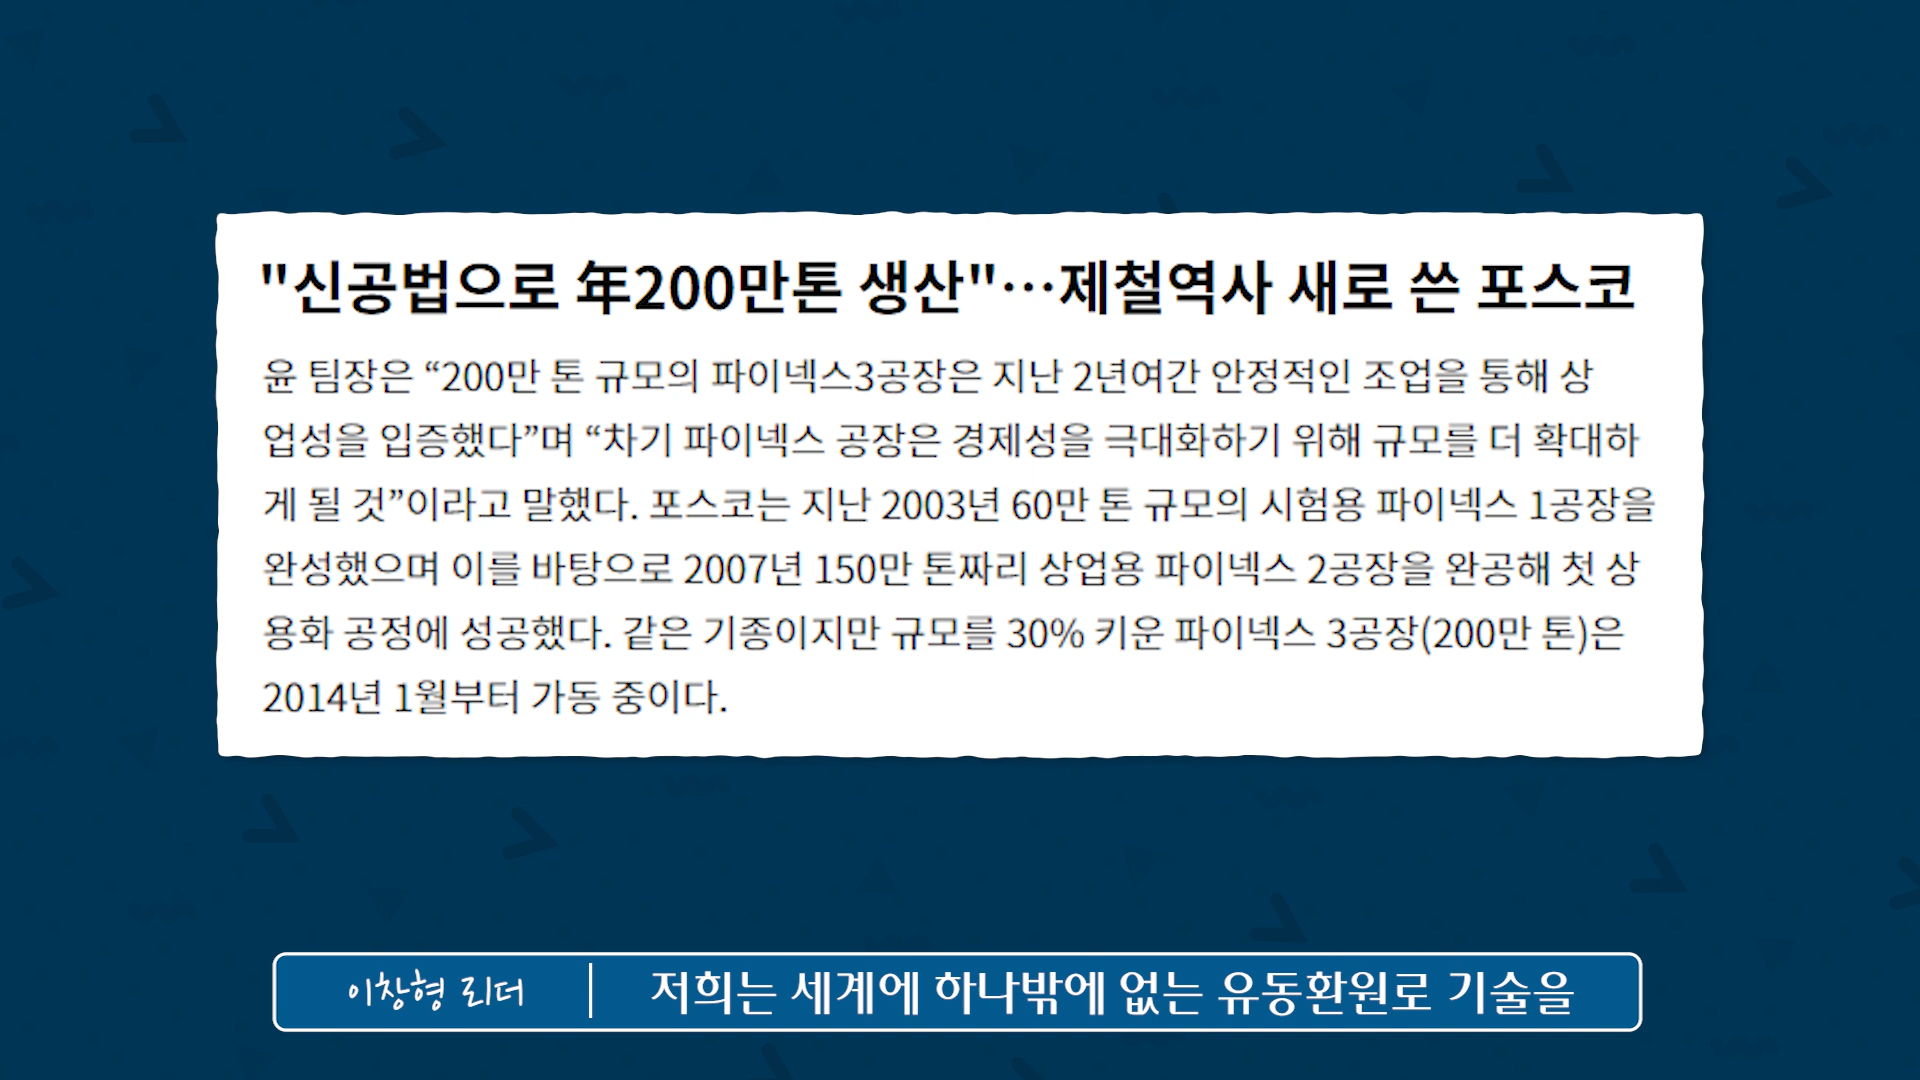 "신공법으로 年200만톤 생산"…제철역사 새로 쓴 포스코
윤 팀장은 “200만 톤 규모의 파이넥스3공장은 지난 2년여간 안정적인 조업을 통해 상
업성을 입증했다”며 “차기 파이넥스 공장은 경제성을 극대화하기 위해 규모를 더 확대하
게 될 것”이라고 말했다. 포스코는 지난 2003년 60만 톤 규모의 시험용 파이넥스 1공장을
완성했으며 이를 바탕으로 2007년 150만 톤짜리 상업용 파이넥스 2공장을 완공해 첫 상
용화 공정에 성공했다. 같은 기종이지만 규모를 30% 키운 파이넥스 3공장(200만 톤)은
2014년 1월부터 가동 중이다.
이창형 리더 저희는 세계에 하나밖에 없는 유동환원로 기술을